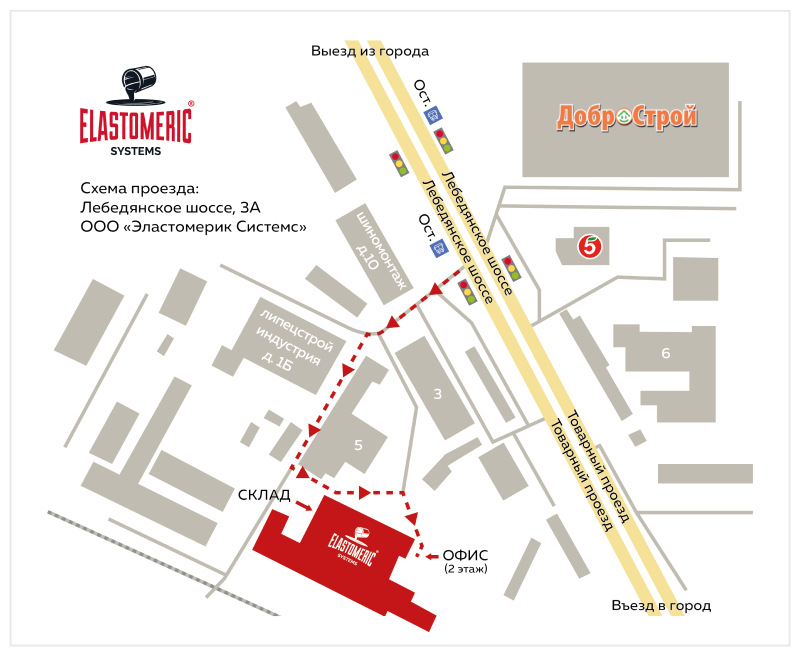 Выезд из города
ELASTOMERIC®
SYSTEMS
Ост.
ДоброСтрой
Схема проезда:
Лебедянское шоссе, 3А
ООО «Эластомерик Системс»
Лебедянское шоссе
Лебедянское шоссе
Ост.
шиномонтаж
д.10
5
липецстрой
индустрия
д. 1Б
6
3
5
Товарный проезд
Товарный проезд
СКЛАД
ELASTOMERIC
SYSTEMS
ОФИС
(2 этаж)
Въезд в город